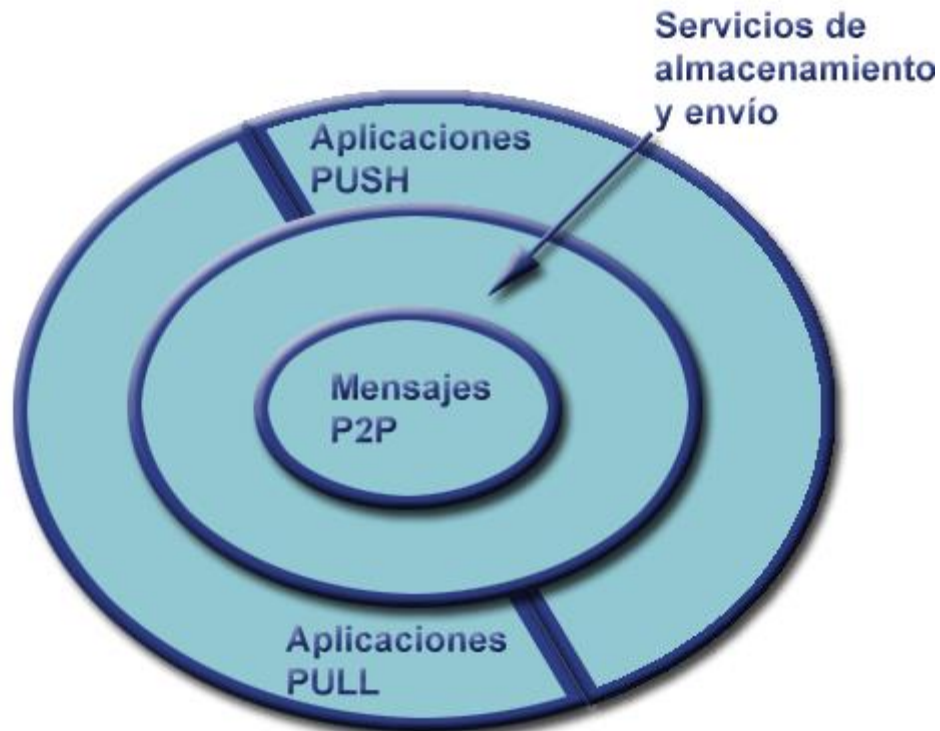 Servicios de
almacenamiento
y envío
Aplicaciones
PUSH
Mensajes
P2P
Aplicaciones
PULL